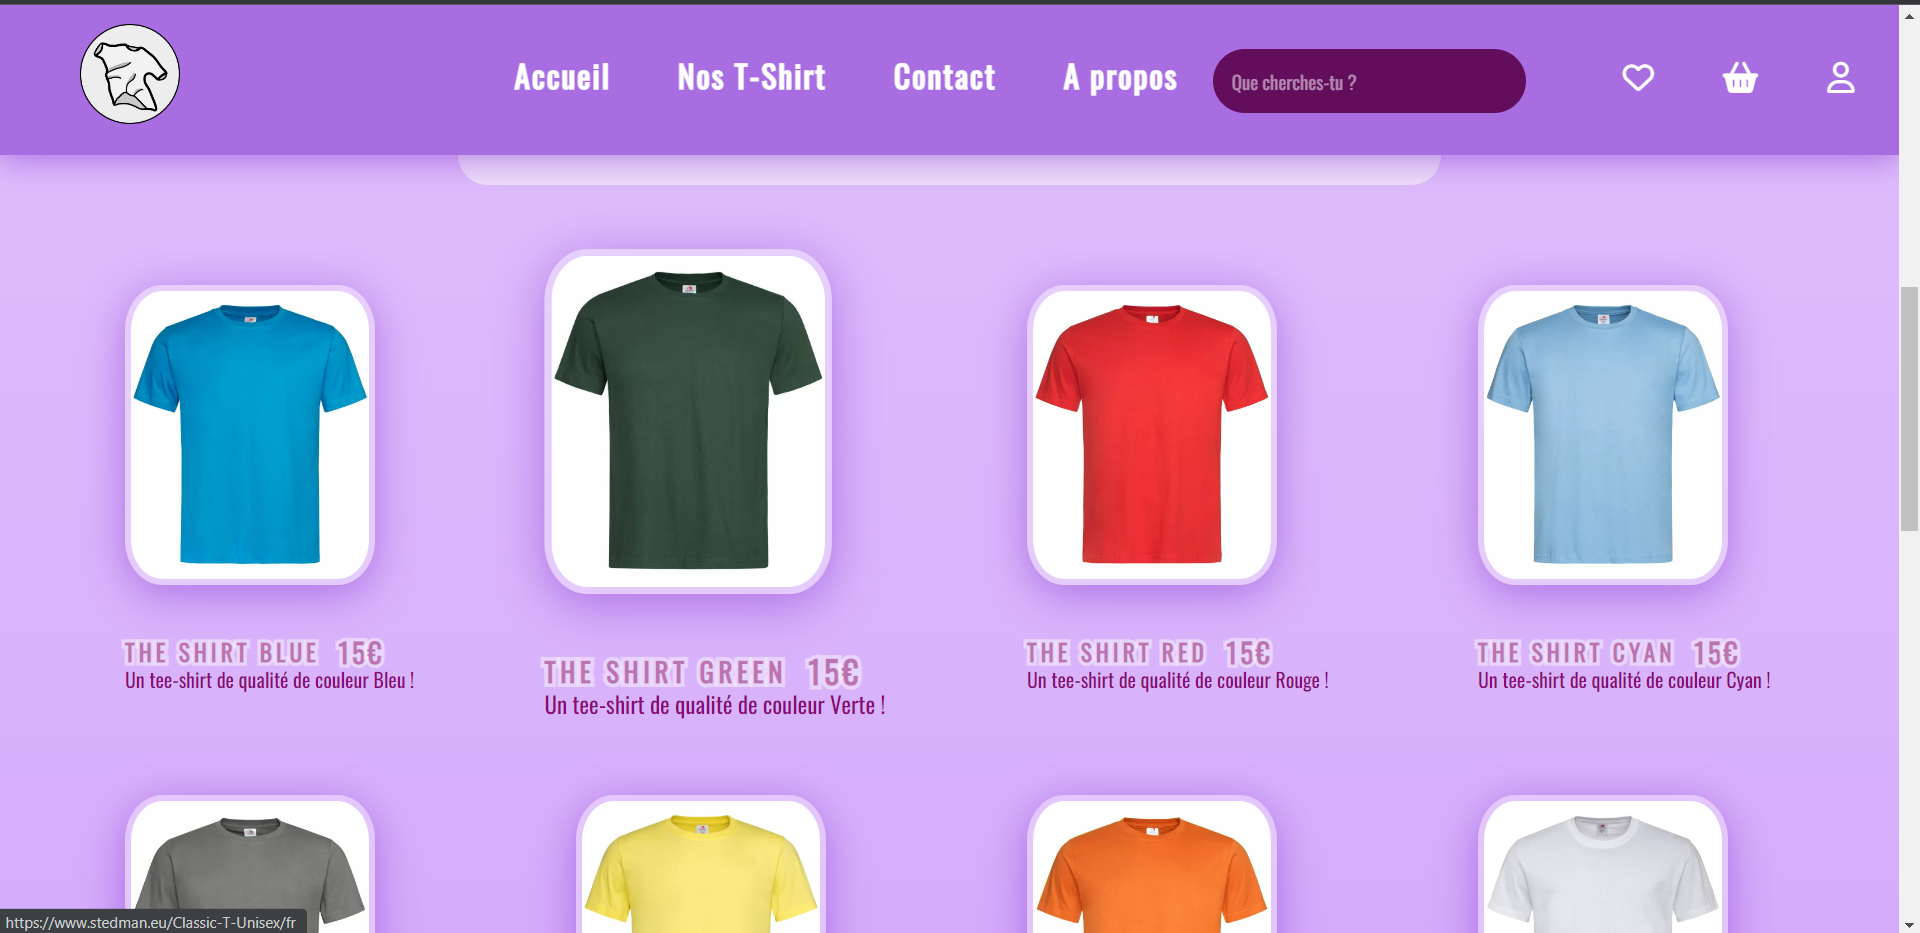 Accueil
Nos T-Shirt
Contact
A propos
Que cherches-tu ?
THE SHIRT BLUE 15€
Un tee-shirt de qualité de couleur Bleu !
THE SHIRT GREEN 15€
Un tee-shirt de qualité de couleur Verte !
THE SHIRT RED 15€
Un tee-shirt de qualité de couleur Rouge !
THE SHIRT CYAN 15€
Un tee-shirt de qualité de couleur Cyan !
https://www.stedman.eu/Classic-T-Unisex/fr